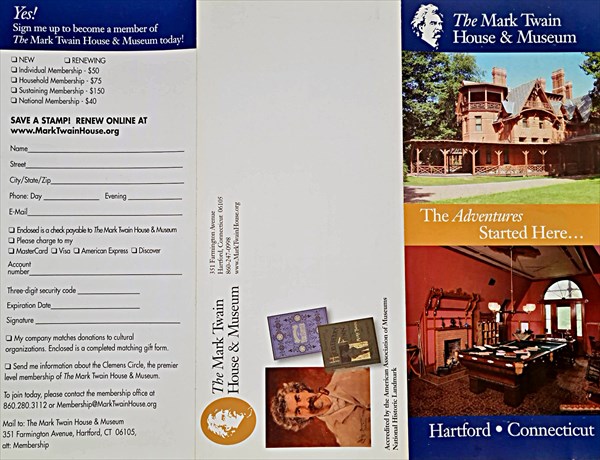 Yes!
Sign me up to become a member of
The Mark Twain House & Museum today!
❑ NEW ❑ RENEWING
❑ Individual Membership - $50
❑ Household Membership - $75
❑ Sustaining Membership - $150
❑ National Membership - $40
SAVE A STAMP! RENEW ONLINE AT
www.MarkTwainHouse.org
Name
Street
City/State/Zip
Phone: Day Evening
E-Mail
❑ Enclosed is a check payable to The Mark Twain House & Museum
❑ Please charge to my
❑ MasterCard ❑ Visa ❑ American Express ❑ Discover
Account
number
Three-digit security code
Expiration Date
Signature
❑ My company matches donations to cultural
organizations. Enclosed is a completed matching gift form.
❑ Send me information about the Clemens Circle, the premier
level membership of The Mark Twain House & Museum.
To join today, please contact the membership office at
860.280.3112 or Membership@MarkTwainHouse.org
Mail to: The Mark Twain House & Museum
351 Farmington Avenue, Hartford, CT 06105,
att: Membership
The Mark Twain
House & Museum
351 Farmington Avenue
Hartford, Connecticut 06105
860-247-0998
www.MarkTwainHouse.org
Accredited by the American Association of Museums
National Historic Landmark
The Mark Twain
House & Museum
The Adventures
Started Here...
Hartford • Connecticut